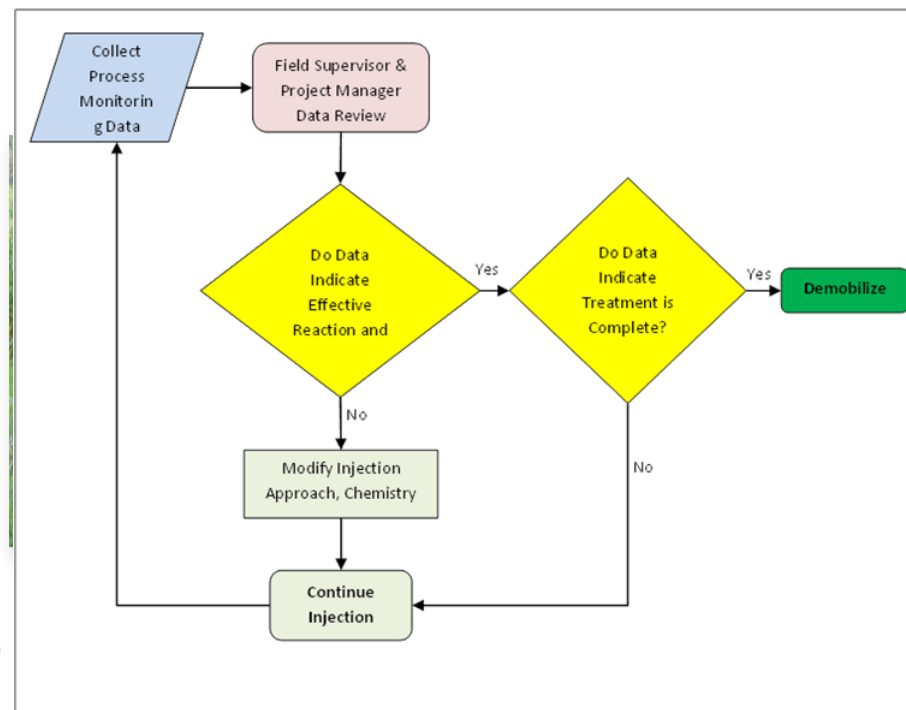 Collect
Process
Monitorin
g Data
Field Supervisor &
Project Manager
Data Review
Do Data
Indicate
Effective
Reaction and
Yes
Do Data
Indicate
Treatment is
Complete?
Yes
Demobilize
No
Modify Injection
Approach, Chemistry
No
Continue
Injection